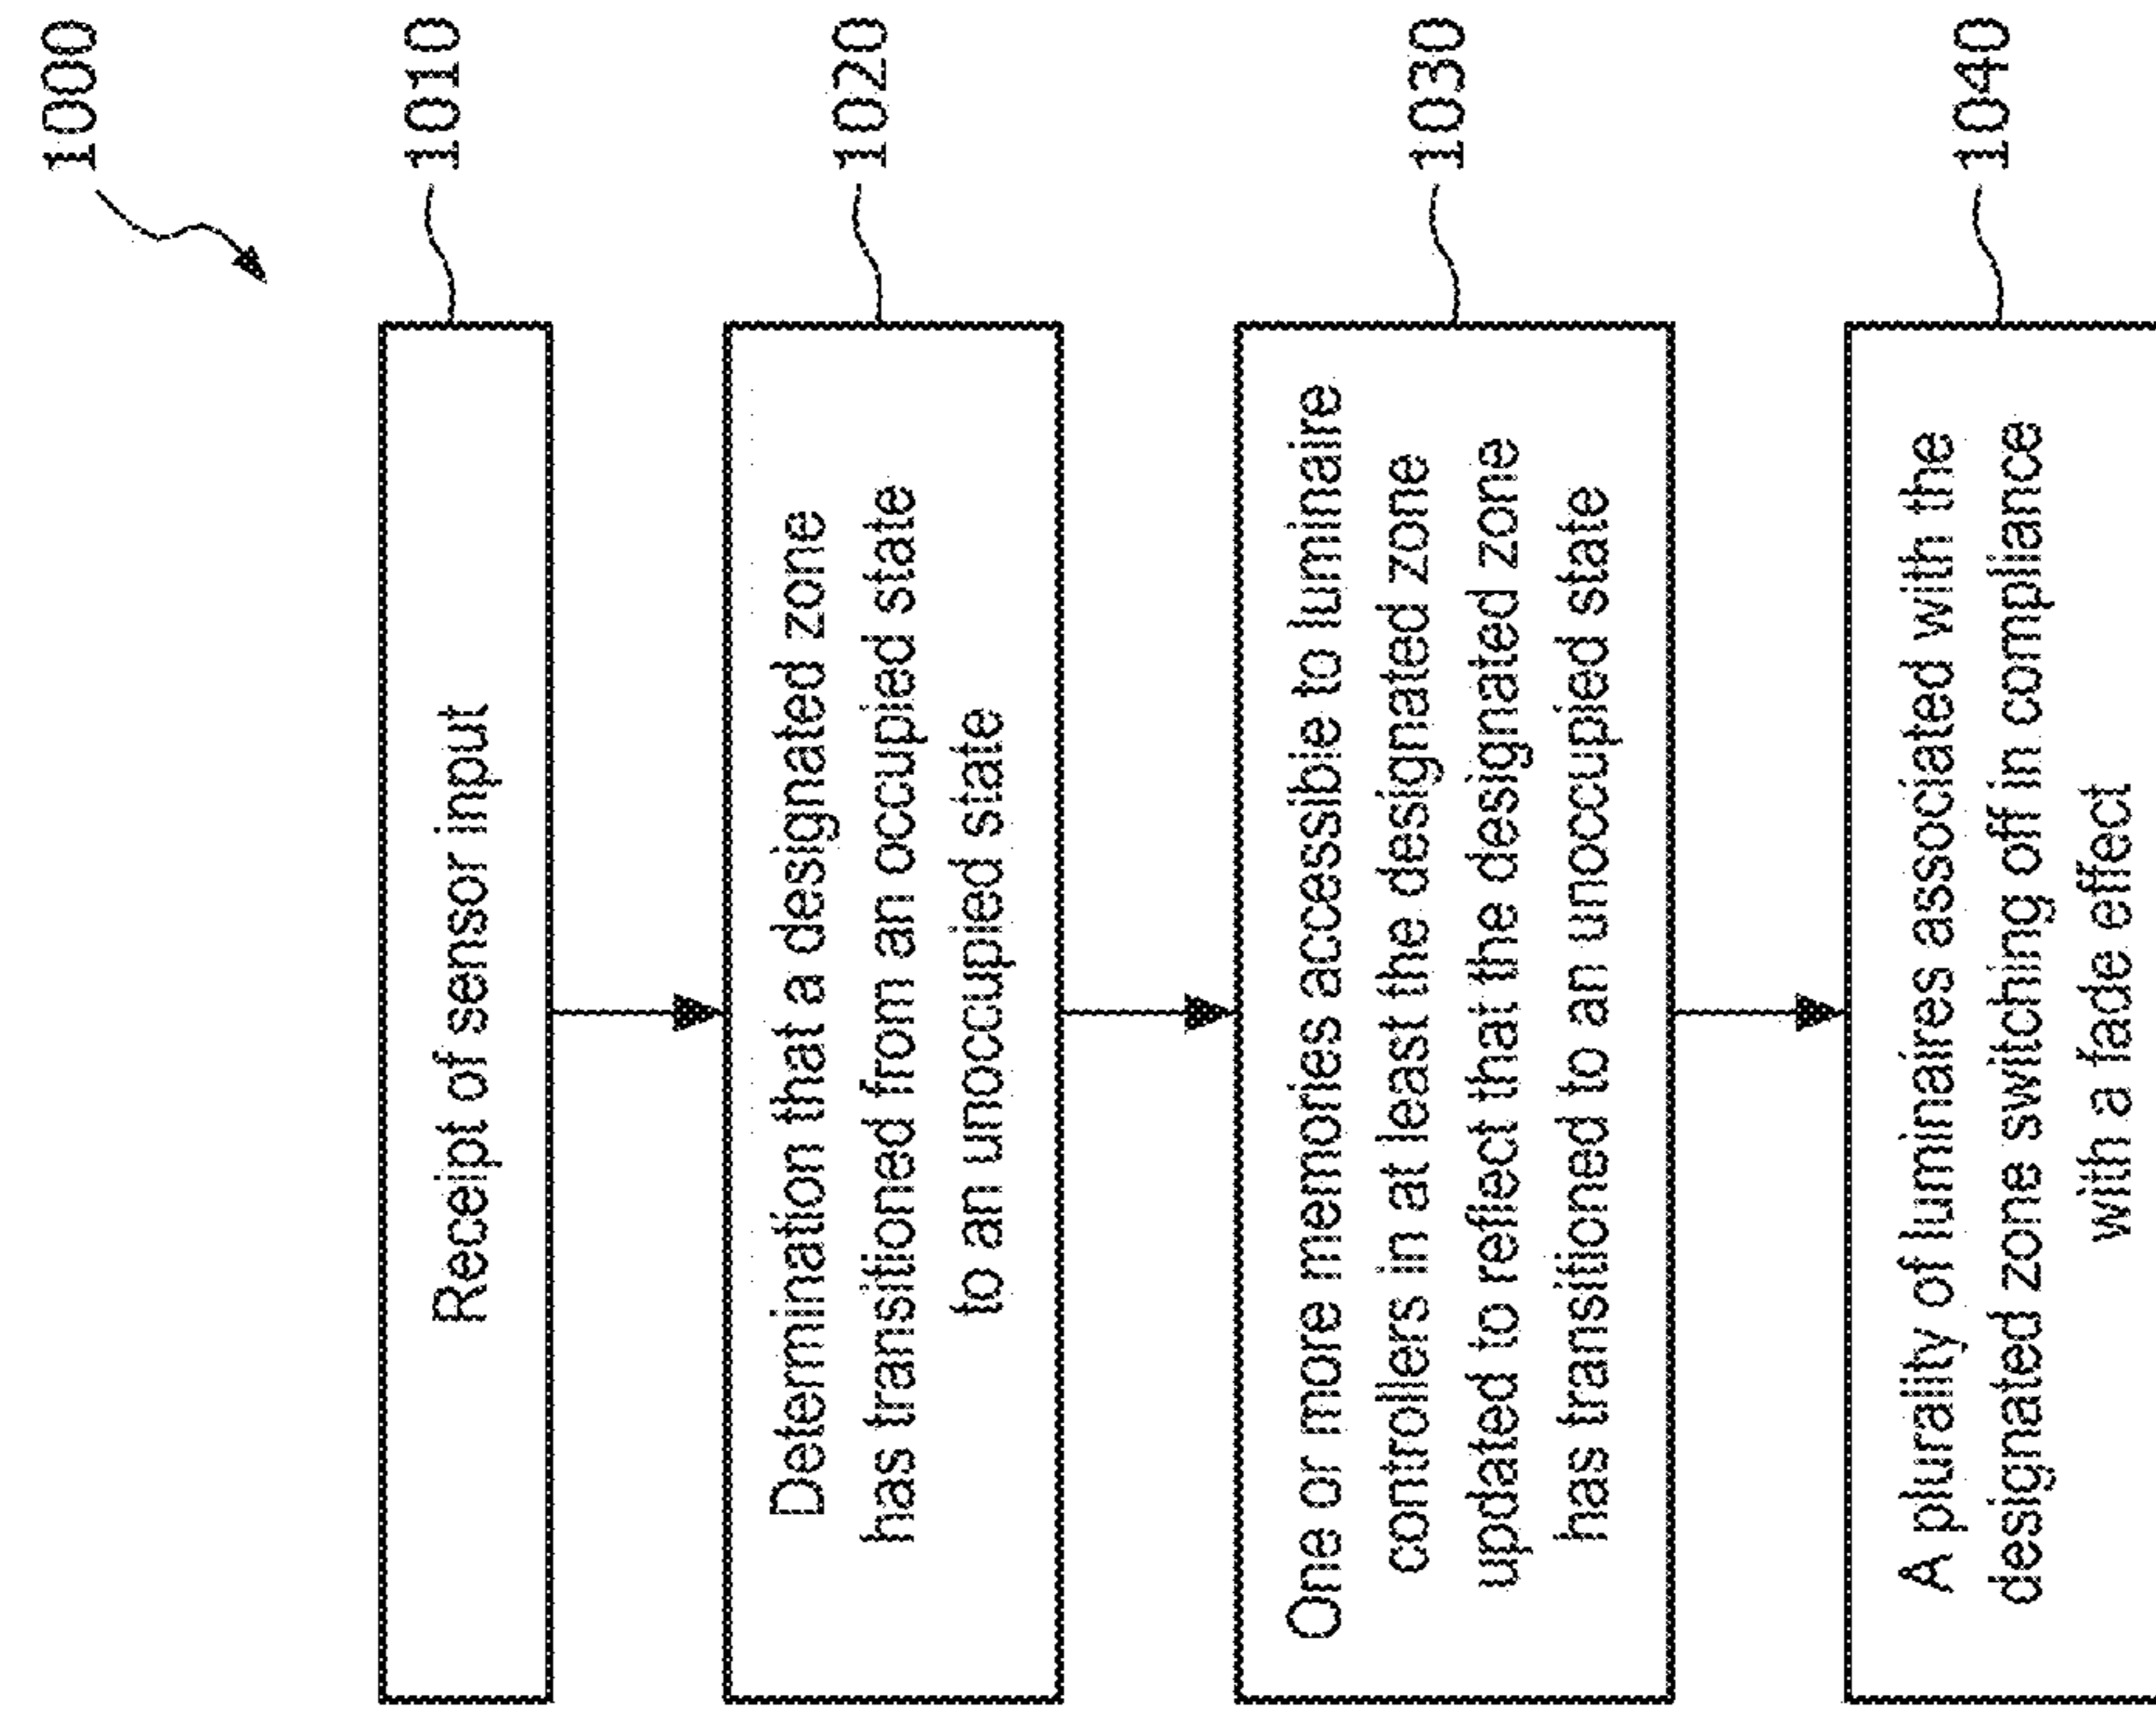 1000
Receipt of sensor input
1010
Determination that a designated zone
has transitioned from an occupied state
to an unoccupied state
1020
One or more memories accessible to luminaire
controllers in at least the designated zone
updated to reflect that the designated zone
has transitioned to an unoccupied state
1030
A plurality of luminaires associated with the
designated zone switching off in compliance
with a fade effect
1040